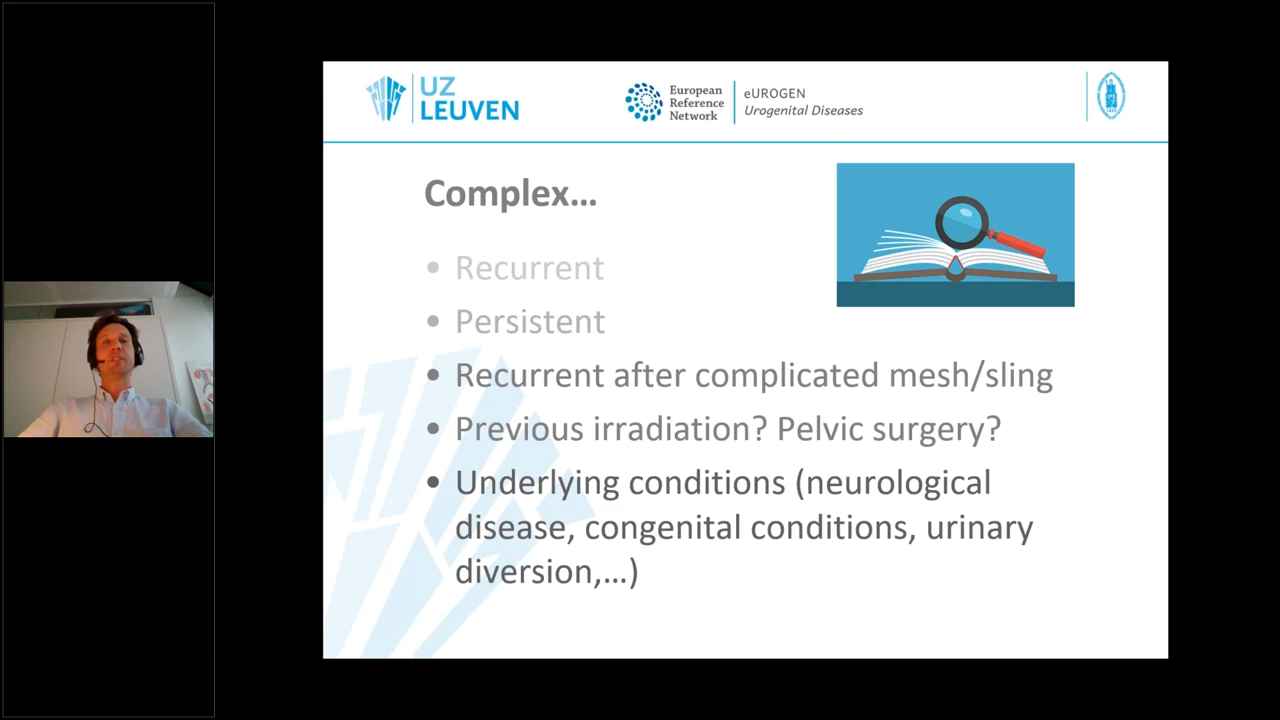 UZ
LEUVEN
European
Reference
Network
eUROGEN
Urogenital Diseases
Complex...
• Recurrent
• Persistent
• Recurrent after complicated mesh/sling
• Previous irradiation? Pelvic surgery?
• Underlying conditions (neurological
disease, congenital conditions, urinary
diversion,...)